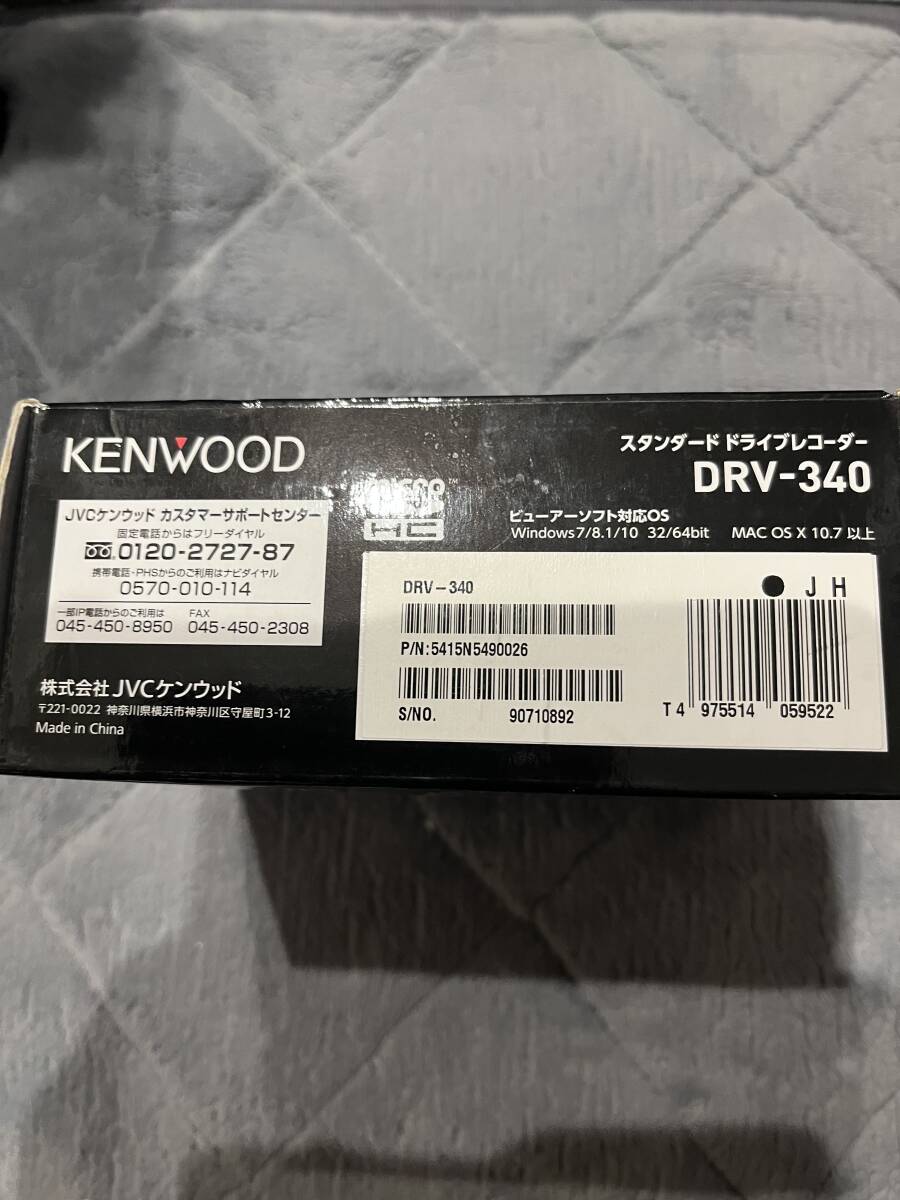 KENWOOD
JVCケンウッド カスタマーサポートセンター
固定電話からはフリーダイヤル
0120-2727-87
携帯電話・PHSからのご利用はナビダイヤル
0570-010-114
一部IP電話からのご利用は FAX
045-450-8950 045-450-2308
株式会社 JVCケンウッド
〒221-0022 神奈川県横浜市神奈川区守屋町3-12
Made in China
micro
SD
HC
スタンダード ドライブレコーダー
DRV-340
ビューアーソフト対応OS
Windows7/8.1/10 32/64bit MAC OS X 10.7 以上
DRV-340
P/N:5415N5490026
S/NO. 90710892
● J H
T4 975514 059522